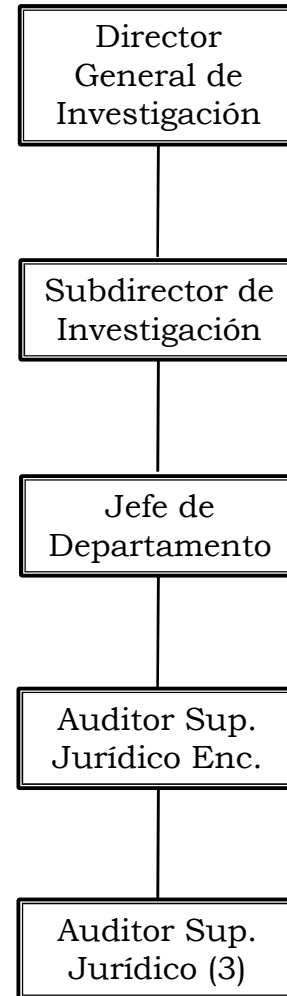 Director
General de
Investigación
Subdirector de
Investigación
Jefe de
Departamento
Auditor Sup.
Jurídico Enc.
Auditor Sup.
Jurídico (3)